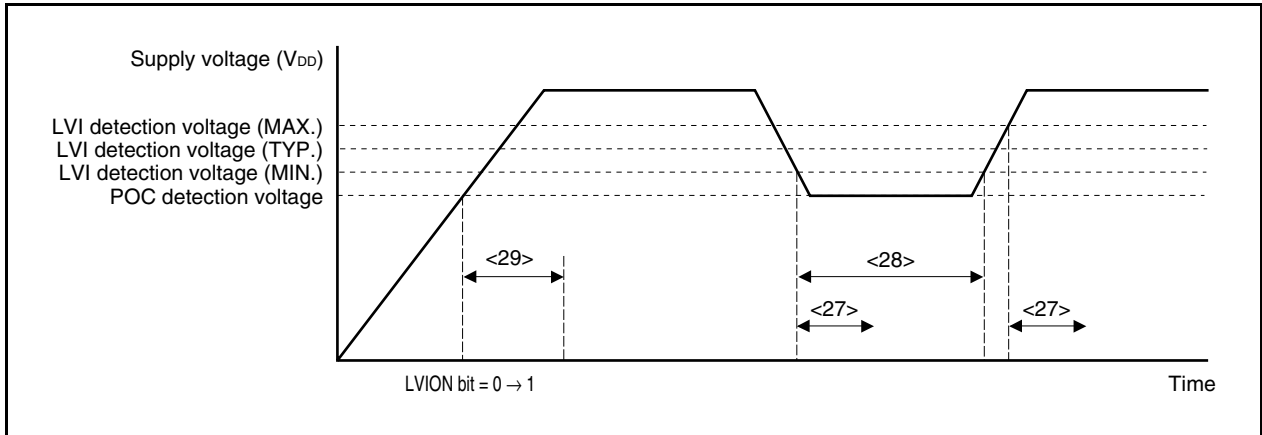 Supply voltage (VDD)
LVI detection voltage (MAX.)
LVI detection voltage (TYP.)
LVI detection voltage (MIN.)
POC detection voltage
<29>
<28>
<27>
<27>
LVION bit = 0 → 1
Time